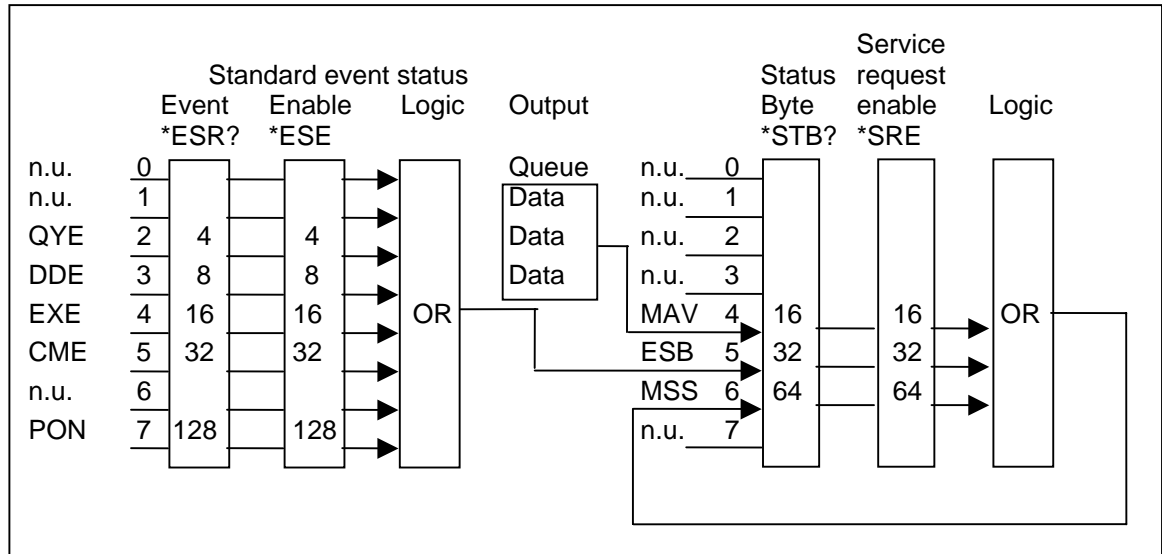 Service
Standard event status Status request
Event Enable Logic Output Byte enable Logic
*ESR? *ESE *STB? *SRE
n.u. 0 Queue n.u. 0
n.u. 1 Data n.u. 1
QYE 2 4 4 Data n.u. 2
DDE 3 8 8 Data n.u. 3
EXE 4 16 16 OR MAV 4 16 16 OR
CME 5 32 32 ESB 5 32 32
n.u. 6 MSS 6 64 64
PON 7 128 128 n.u. 7